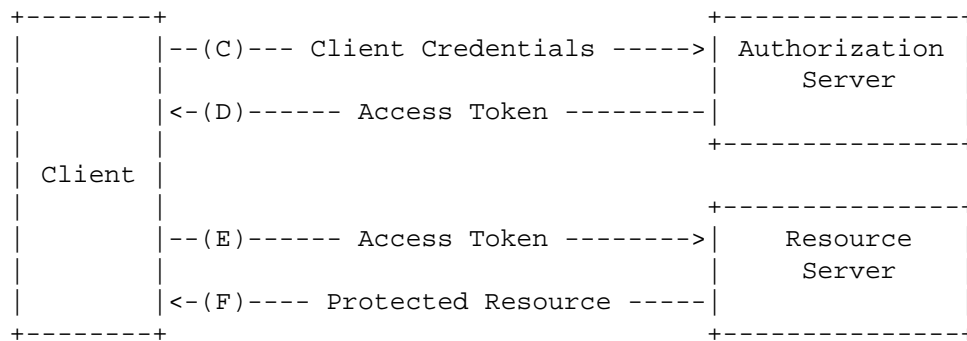 +--------+                                  +---------------
|        |--(C)--- Client Credentials ----->| Authorization |
|        |                                  |     Server    |
|        |<-(D)------ Access Token ---------|               |
|        |                                  +---------------
| Client |
|        |                                  +---------------
|        |--(E)------ Access Token -------->|    Resource   |
|        |                                  |     Server    |
|        |<-(F)---- Protected Resource -----|               |
+--------+                                  +---------------